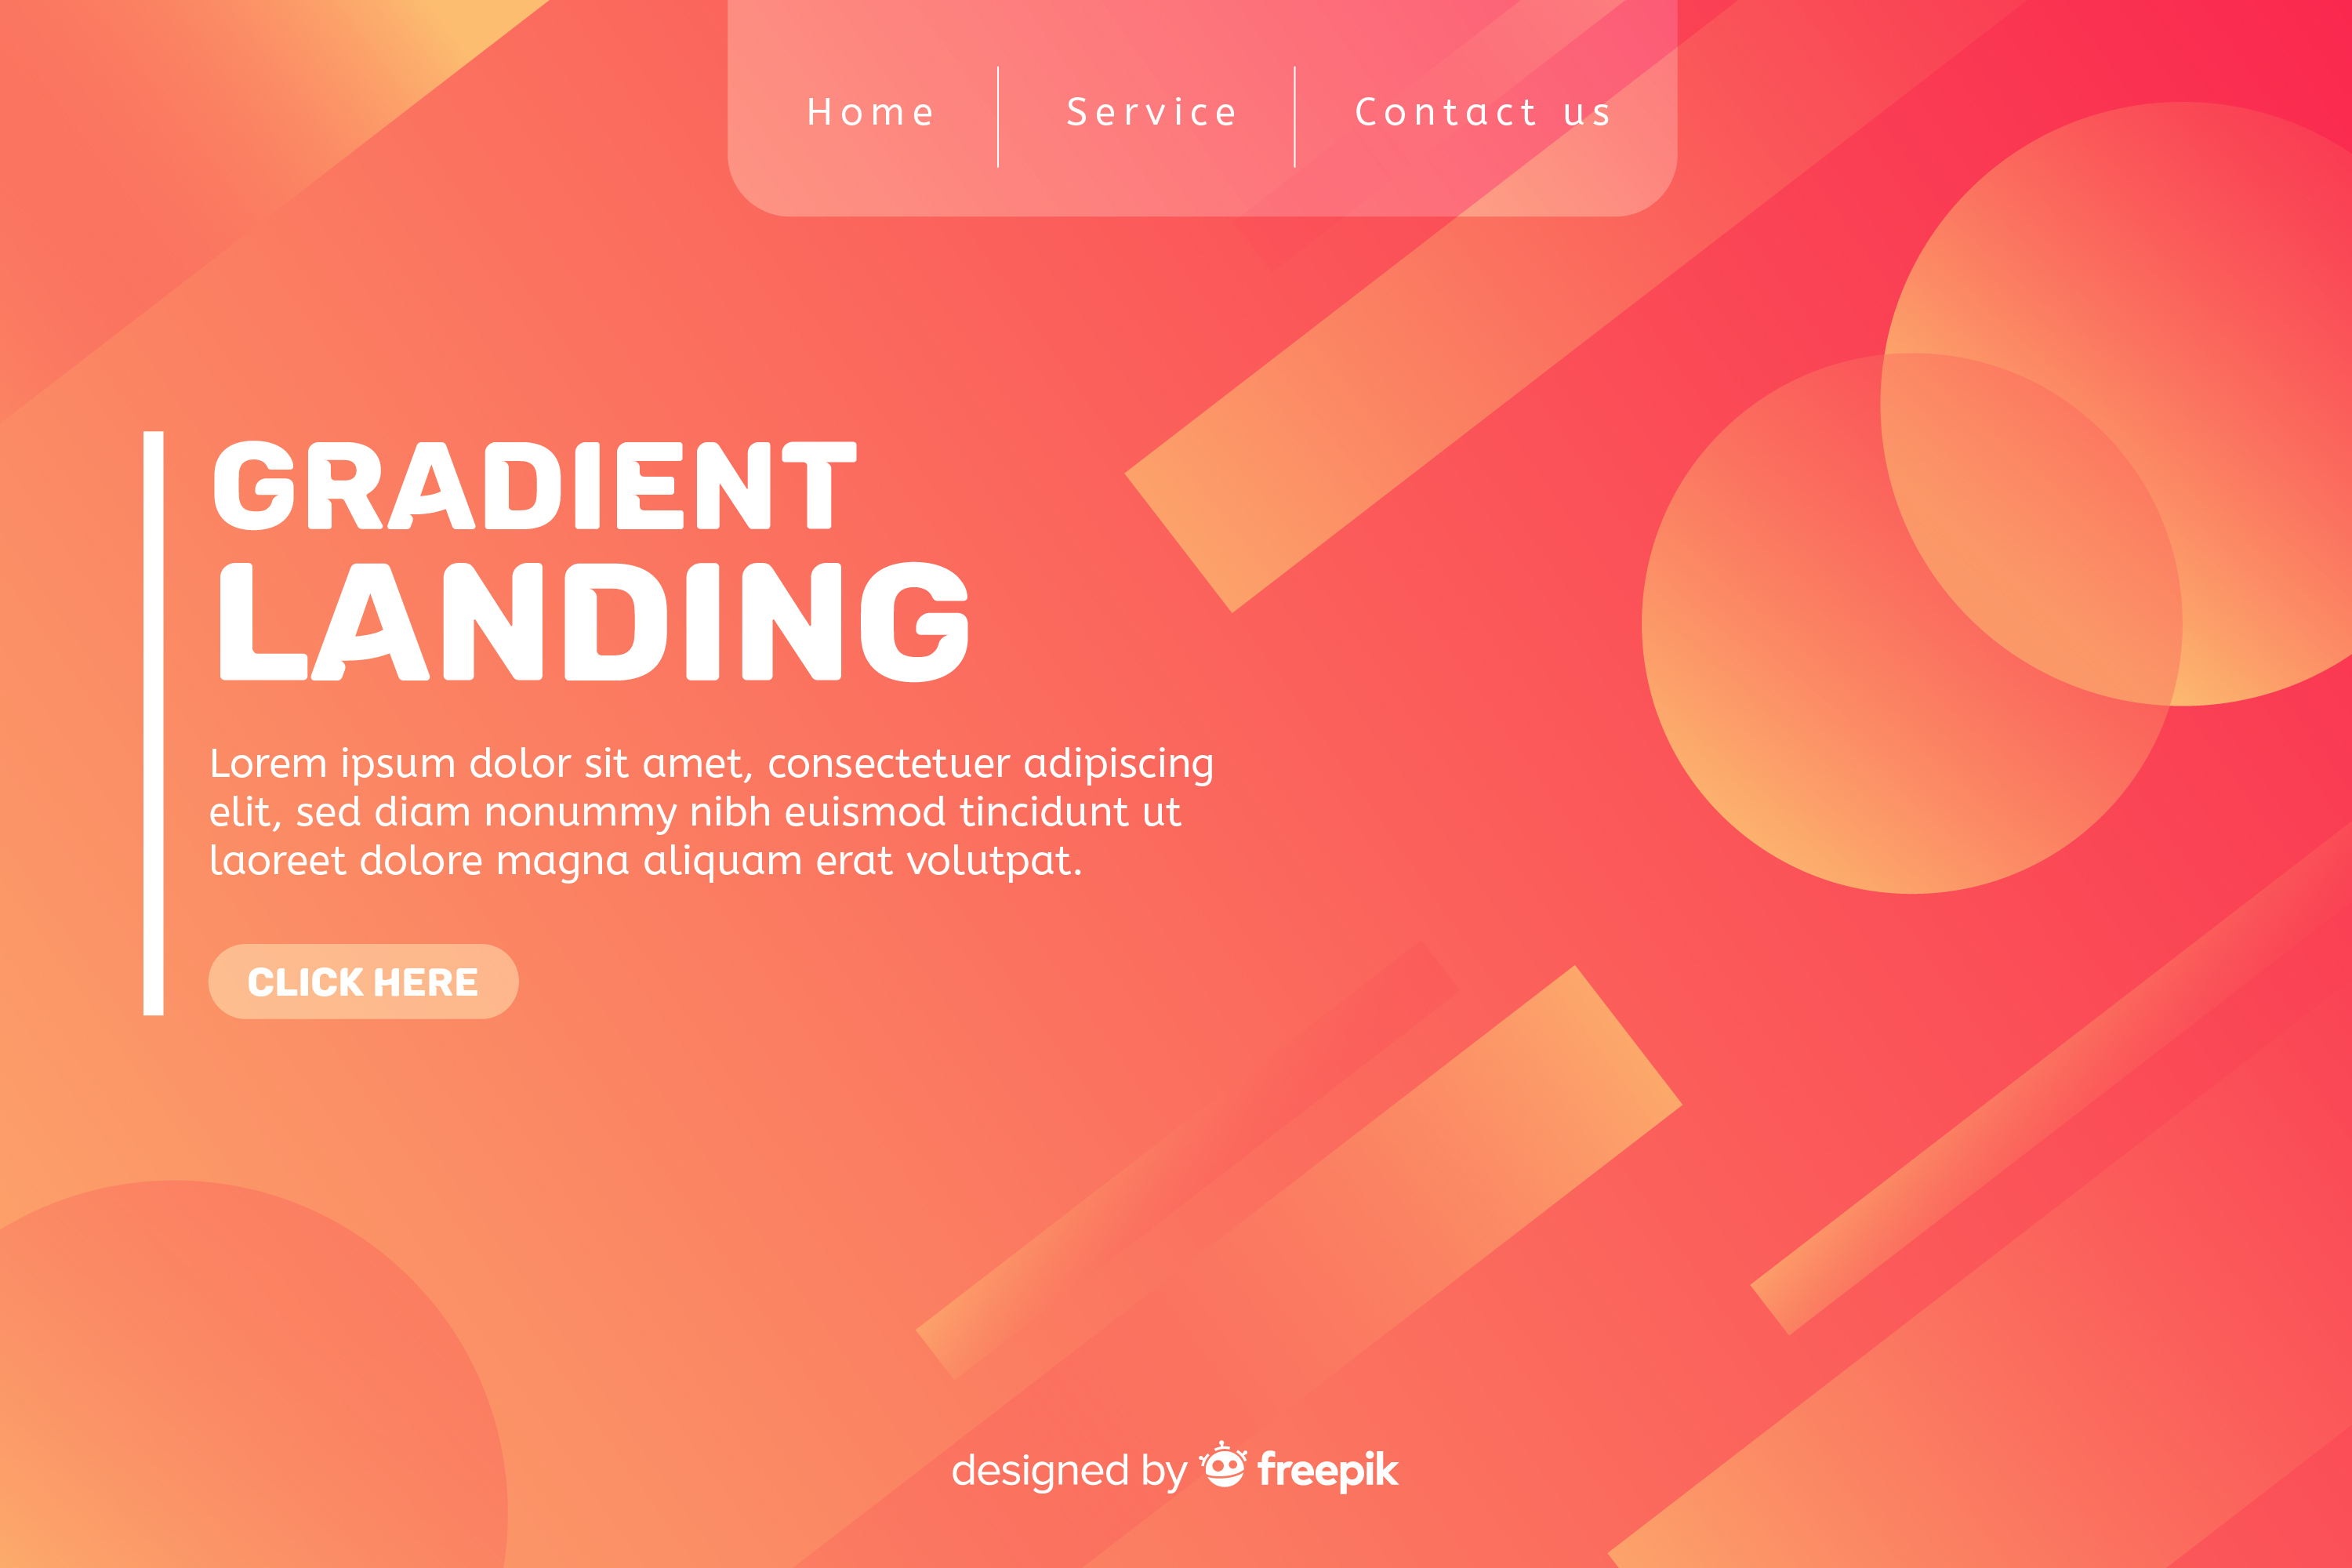 Home Service Contact us
GRADIENT
LANDING
Lorem ipsum dolor sit amet, consectetuer adipiscing
elit, sed diam nonummy nibh euismod tincidunt ut
laoreet dolore magna aliquam erat volutpat.
CLICK HERE
designed by freepik